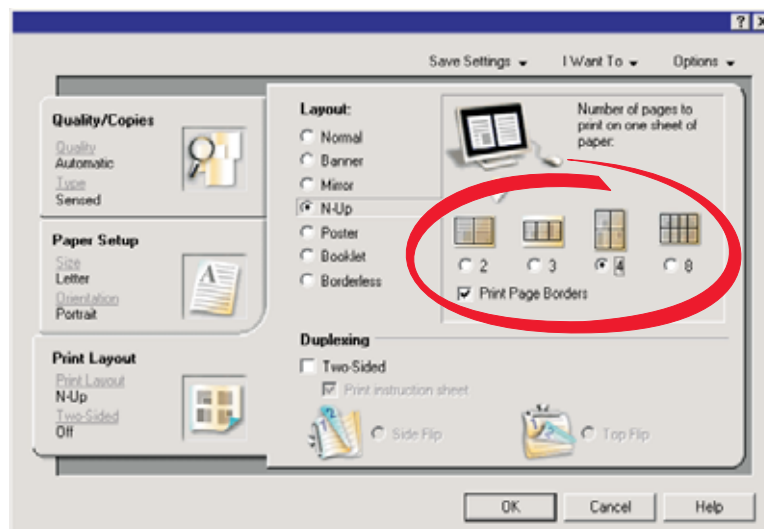 ? X
Save Settings I Want To Options
Quality/Copies
Quality
Automatic
Type
Sensed
Paper Setup
Size
Letter
Orientation
Portrait
Print Layout
Print Layout
N-Up
Two-Sided
Off
Layout:
Normal
Banner
Mirror
N-Up
Poster
Booklet
Borderless
Number of pages to
print on one sheet of
paper:
2 3 4 8
Print Page Borders
Duplexing
Two-Sided
Print instruction sheet
Side Flip Top Flip
OK Cancel Help